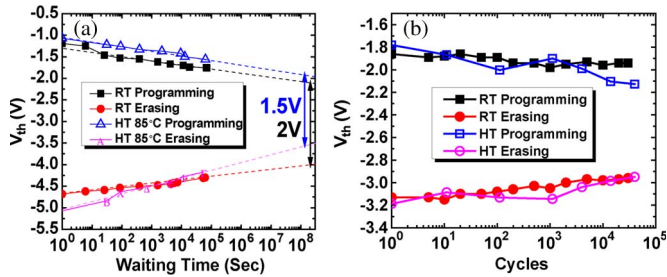 (a)
-0.5
-1.0
-1.5
-2.0
-2.5
-3.0
-3.5
-4.0
-4.5
-5.0
-5.5
V_th (V)
RT Programming
RT Erasing
HT 85°C Programming
HT 85°C Erasing
1.5V
2V
10^0 10^1 10^2 10^3 10^4 10^5 10^6 10^7 10^8
Waiting Time (Sec)
(b)
-1.6
-1.8
-2.0
-2.2
-2.4
-2.6
-2.8
-3.0
-3.2
-3.4
V_th (V)
RT Programming
RT Erasing
HT Programming
HT Erasing
10^0 10^1 10^2 10^3 10^4
Cycles